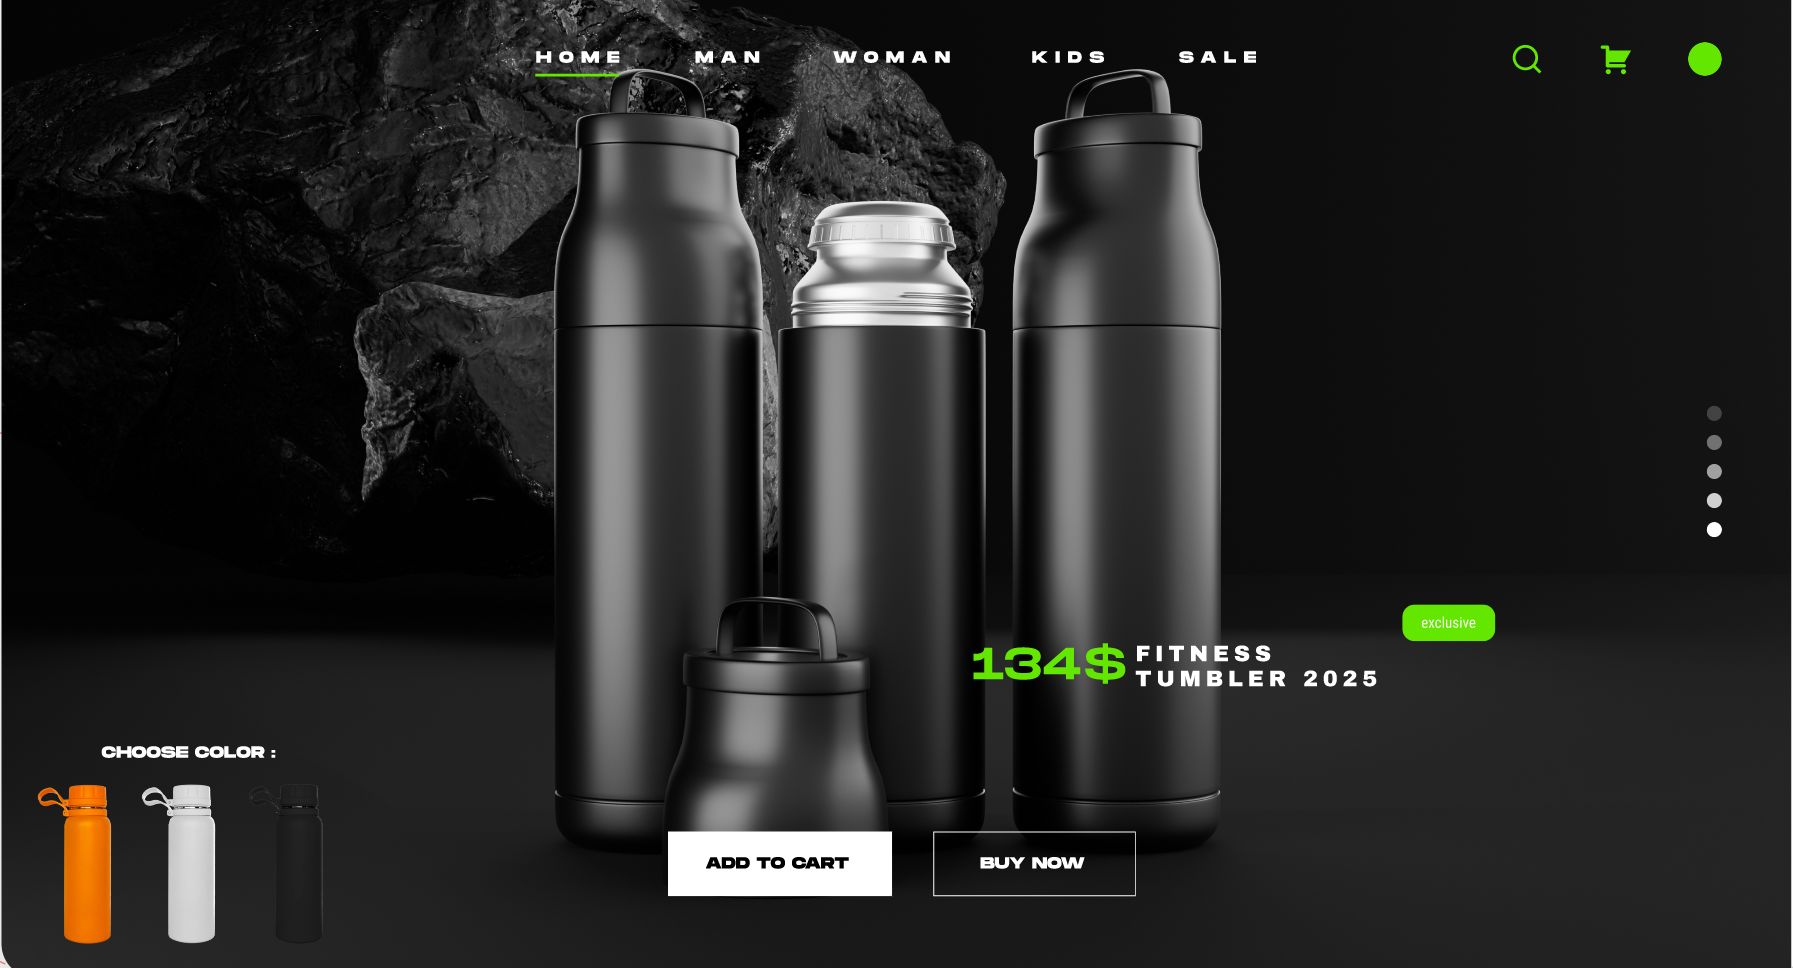 HOME MAN WOMAN KIDS SALE
exclusive
134$ FITNESS
TUMBLER 2025
CHOOSE COLOR :
ADD TO CART BUY NOW